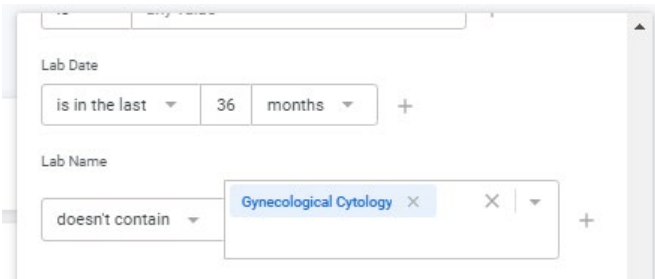 Lab Date
is in the last 36 months +
Lab Name
Gynecological Cytology ×
doesn't contain +